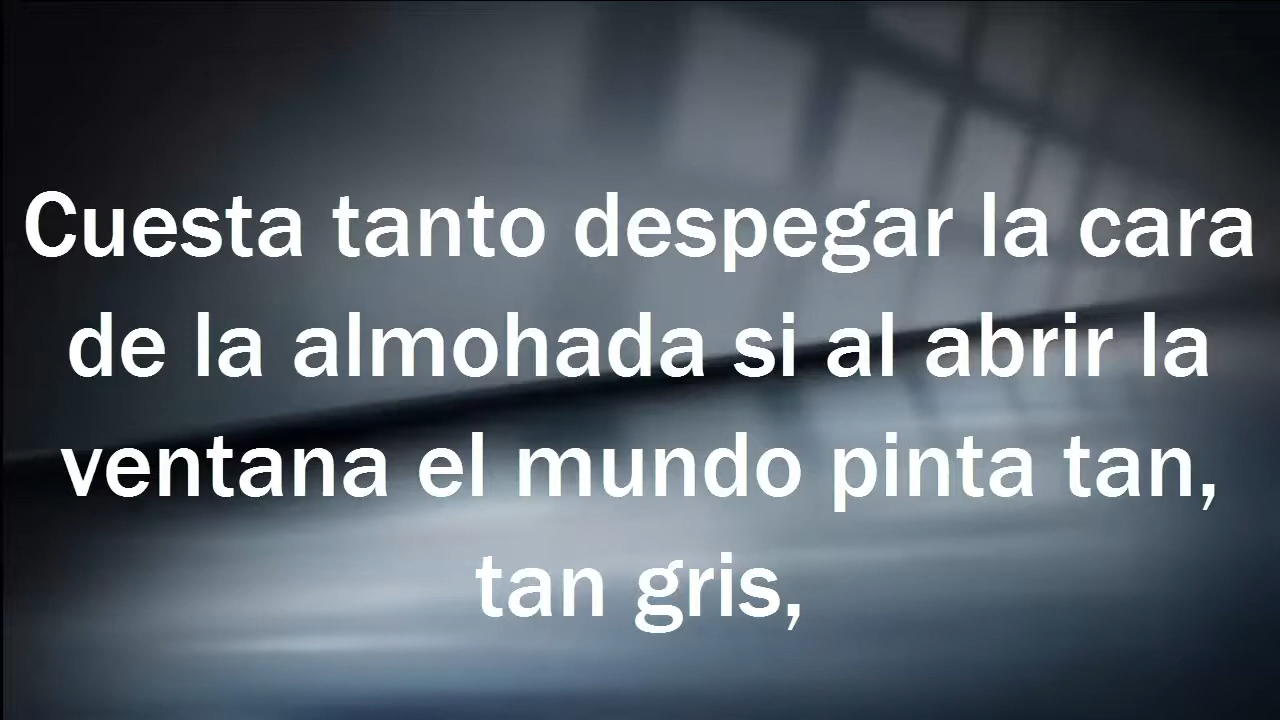 Cuesta tanto despegar la cara
de la almohada si al abrir la
ventana el mundo pinta tan,
tan gris,